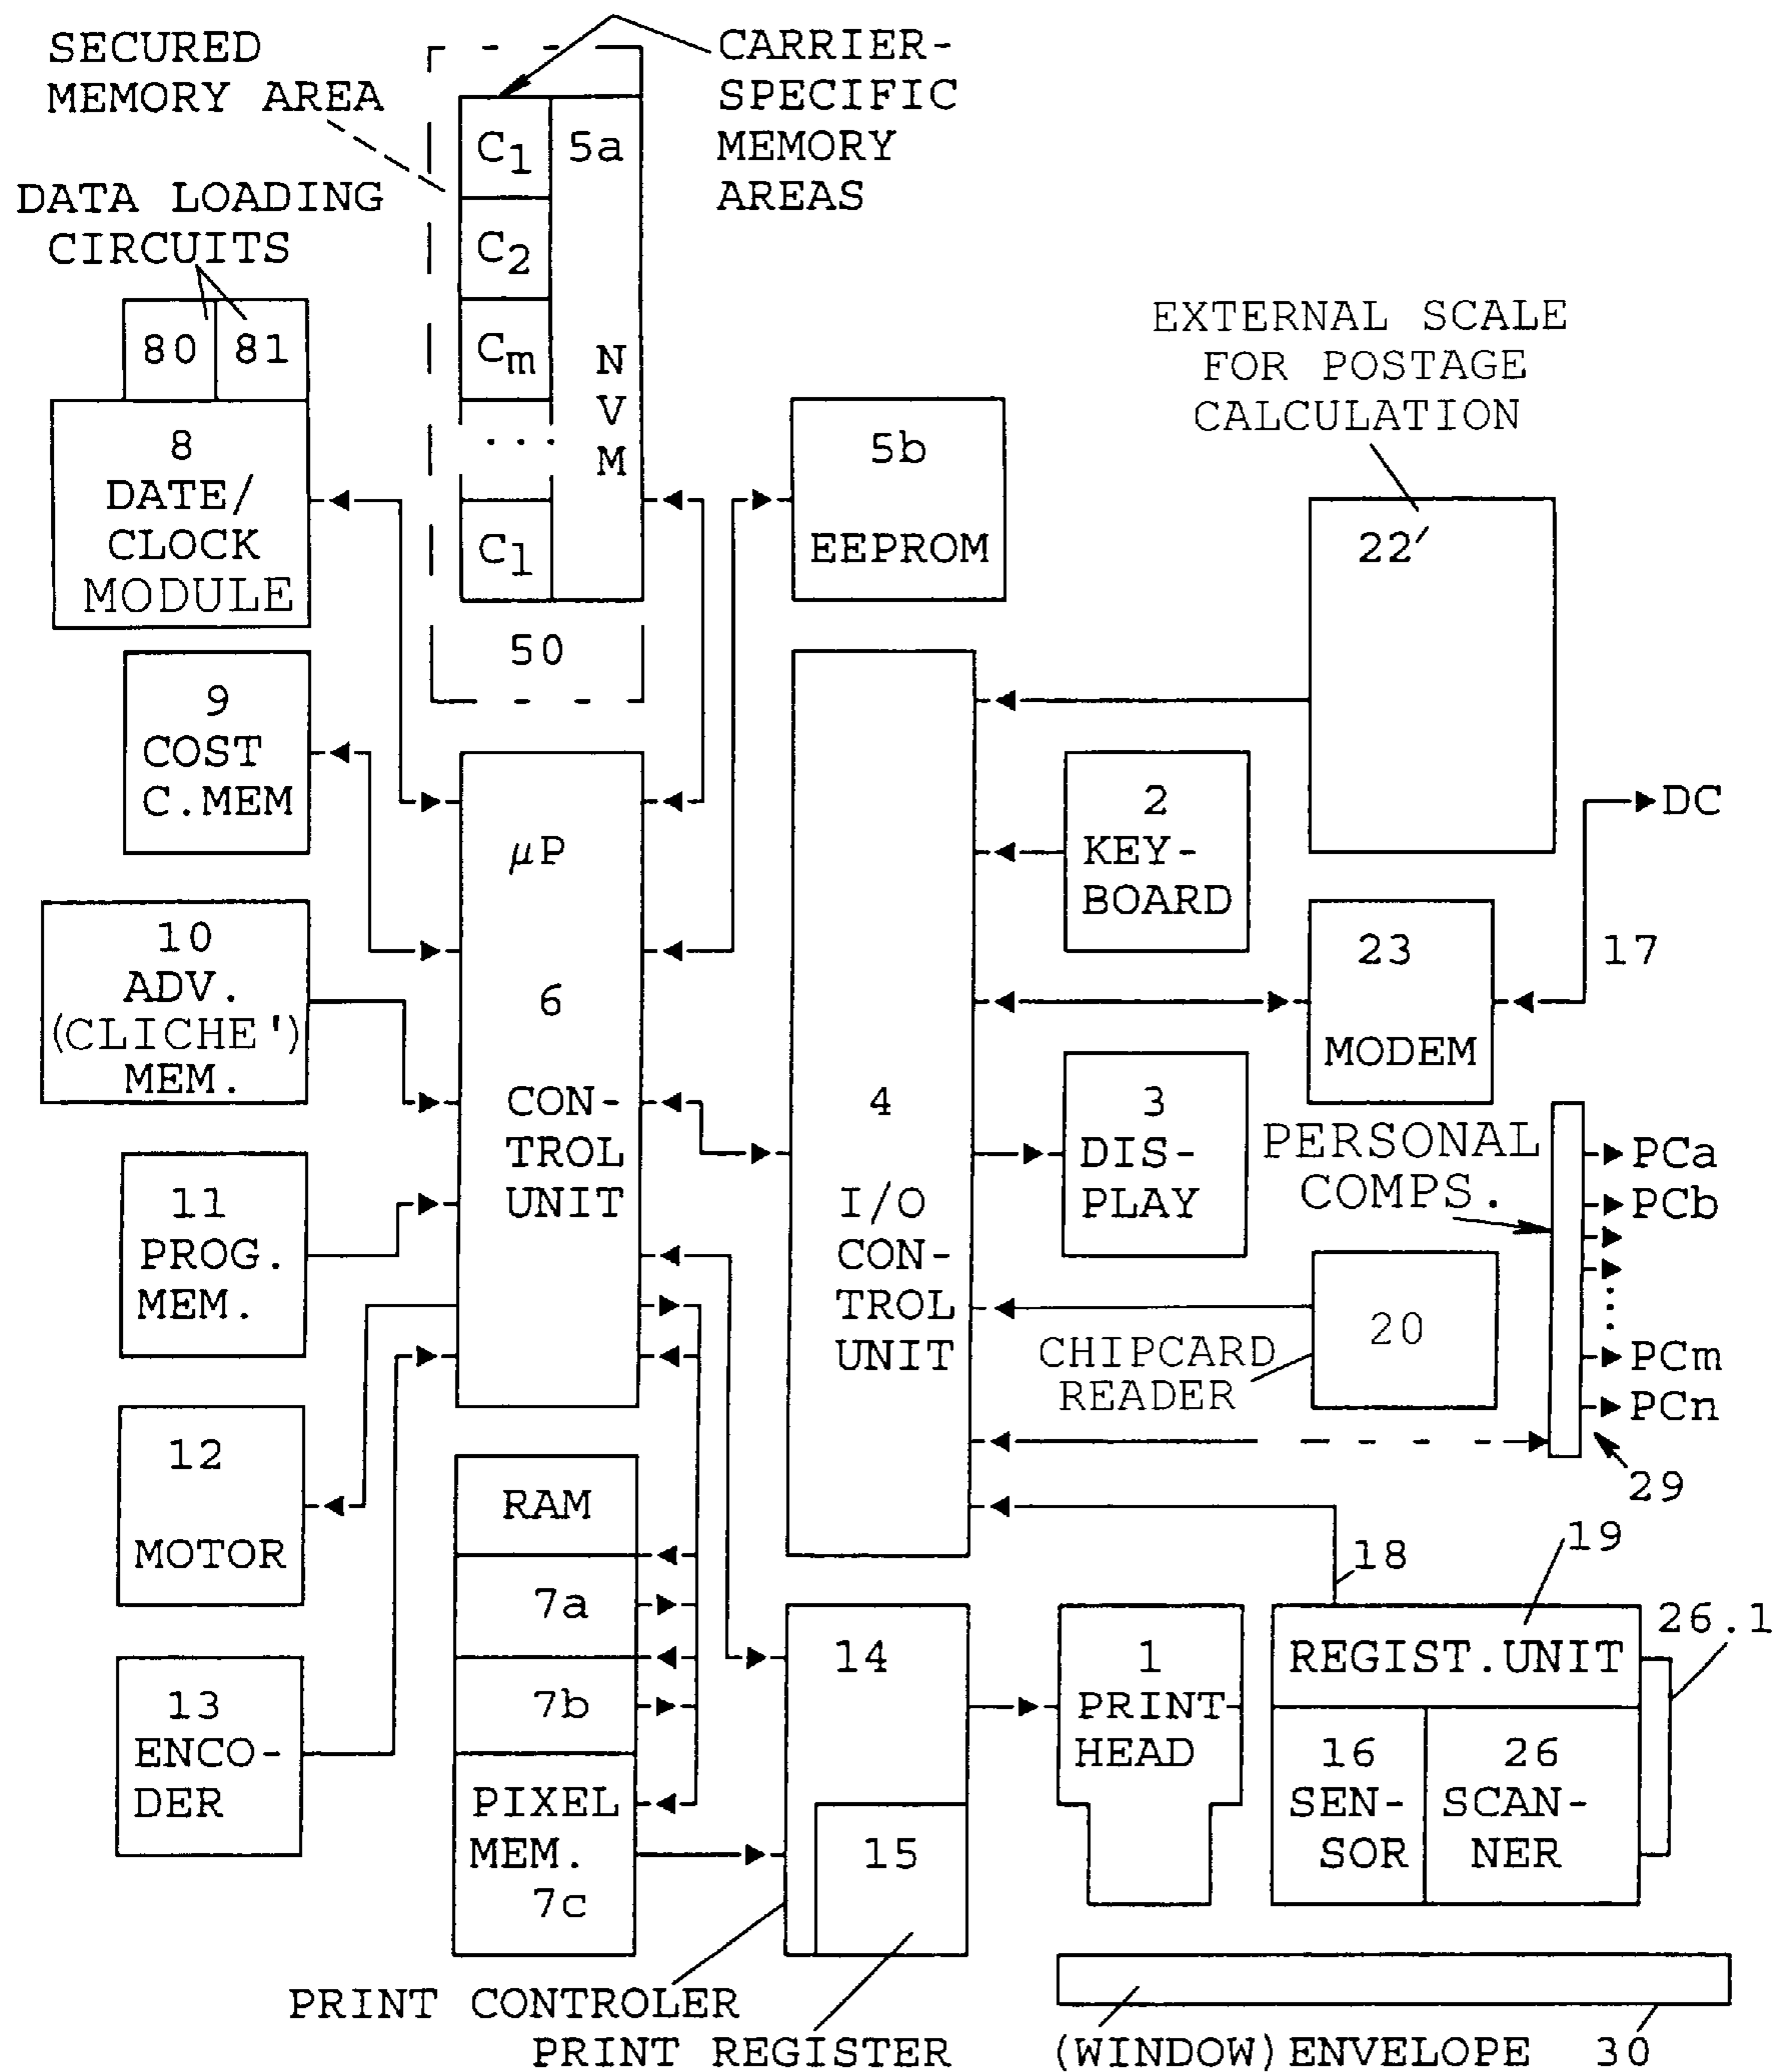 SECURED
MEMORY AREA
CARRIER-
SPECIFIC
MEMORY
AREAS
DATA LOADING
CIRCUITS
C1
5a
C2
Cm
...
C1
NVM
50
80
81
8
DATE/
CLOCK
MODULE
5b
EEPROM
EXTERNAL SCALE
FOR POSTAGE
CALCULATION
22'
9
COST
C.MEM
μP
6
CON-
TROL
UNIT
2
KEY-
BOARD
DC
17
10
ADV.
(CLICHE')
MEM.
23
MODEM
4
I/O
CON-
TROL
UNIT
3
DIS-
PLAY
PERSONAL
COMPS.
PCa
PCb
PCm
PCn
29
11
PROG.
MEM.
20
CHIPCARD
READER
12
MOTOR
RAM
7a
7b
PIXEL
MEM.
7c
18
19
26.1
13
ENCO-
DER
14
15
1
PRINT
HEAD
REGIST.UNIT
16
SEN-
SOR
26
SCAN-
NER
PRINT CONTROLER
PRINT REGISTER
(WINDOW) ENVELOPE 30